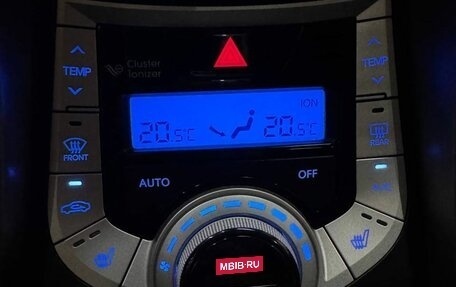 Cluster
Ionizer
TEMP
TEMP
ION
20.5°C
20.5°C
FRONT
REAR
AUTO
OFF
MBIB.RU